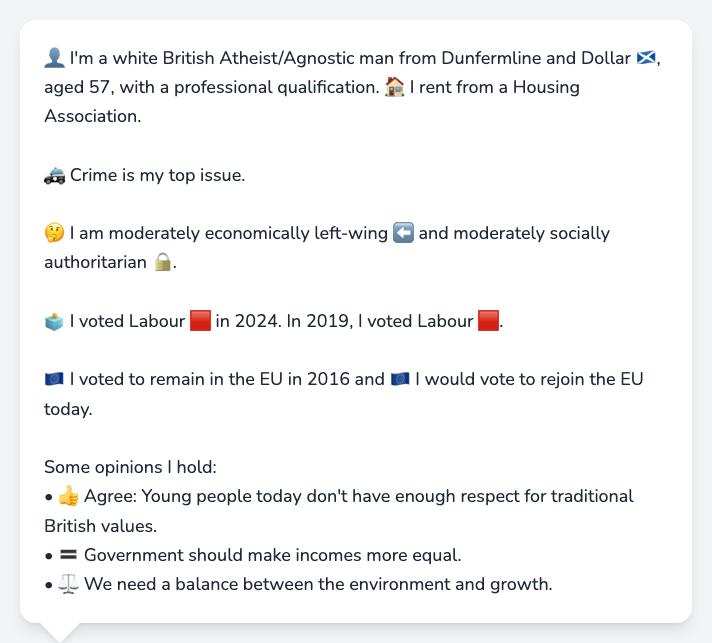 👤 I'm a white British Atheist/Agnostic man from Dunfermline and Dollar 🏴󠁧󠁢󠁳󠁣󠁴󠁿,
aged 57, with a professional qualification. 🏠 I rent from a Housing
Association.
🚓 Crime is my top issue.
🤔 I am moderately economically left-wing ⬅️ and moderately socially
authoritarian 🔒.
🗳️ I voted Labour 🟥 in 2024. In 2019, I voted Labour 🟥.
🇪🇺 I voted to remain in the EU in 2016 and 🇪🇺 I would vote to rejoin the EU
today.
Some opinions I hold:
• 👍 Agree: Young people today don't have enough respect for traditional
British values.
• 🟰 Government should make incomes more equal.
• ⚖️ We need a balance between the environment and growth.